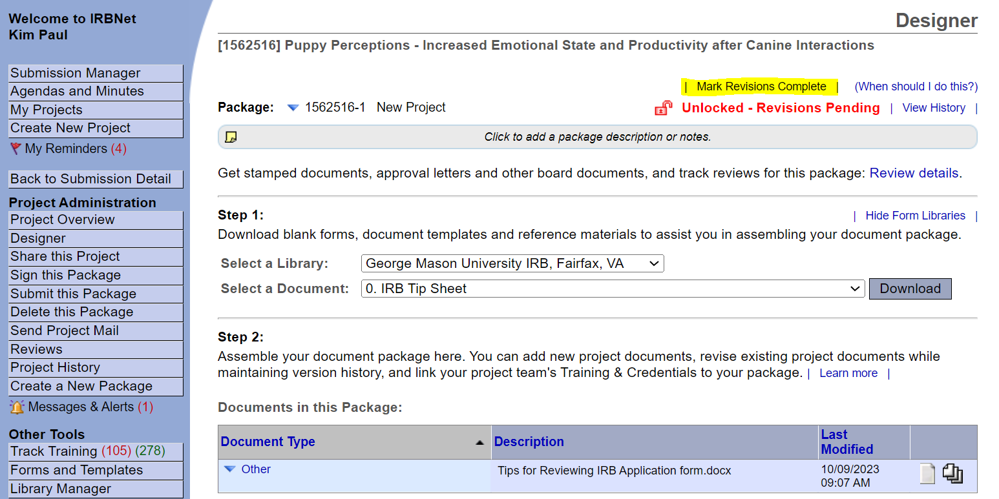 Welcome to IRBNet
Kim Paul
Submission Manager
Agendas and Minutes
My Projects
Create New Project
My Reminders (4)
Back to Submission Detail
Project Administration
Project Overview
Designer
Share this Project
Sign this Package
Submit this Package
Delete this Package
Send Project Mail
Reviews
Project History
Create a New Package
Messages & Alerts (1)
Other Tools
Track Training (105) (278)
Forms and Templates
Library Manager
Designer
[1562516] Puppy Perceptions - Increased Emotional State and Productivity after Canine Interactions
| Mark Revisions Complete | (When should I do this?)
Package: 1562516-1 New Project Unlocked - Revisions Pending | View History |
Click to add a package description or notes.
Get stamped documents, approval letters and other board documents, and track reviews for this package: Review details.
Step 1: | Hide Form Libraries |
Download blank forms, document templates and reference materials to assist you in assembling your document package.
Select a Library: George Mason University IRB, Fairfax, VA
Select a Document: 0. IRB Tip Sheet Download
Step 2:
Assemble your document package here. You can add new project documents, revise existing project documents while
maintaining version history, and link your project team's Training & Credentials to your package. | Learn more |
Documents in this Package:
Document Type Description Last
Modified
Other Tips for Reviewing IRB Application form.docx 10/09/2023
09:07 AM